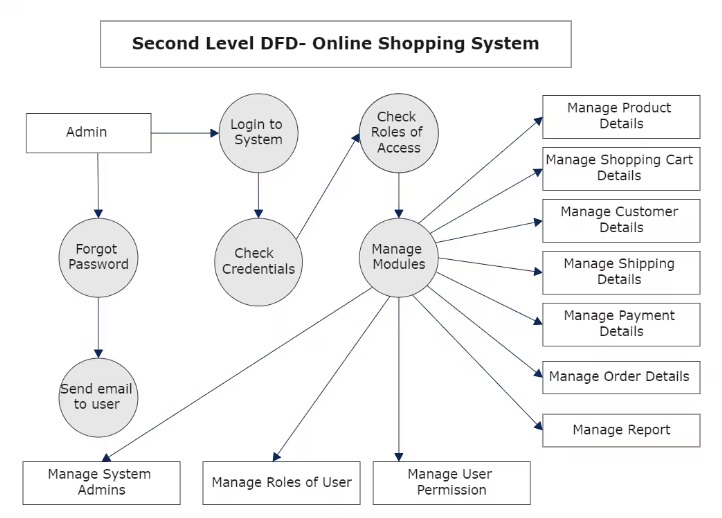 Second Level DFD- Online Shopping System
Admin
Login to
System
Check
Roles of
Access
Manage Product
Details
Manage Shopping Cart
Details
Manage Customer
Details
Forgot
Password
Check
Credentials
Manage
Modules
Manage Shipping
Details
Manage Payment
Details
Manage Order Details
Send email
to user
Manage Report
Manage System
Admins
Manage Roles of User
Manage User
Permission